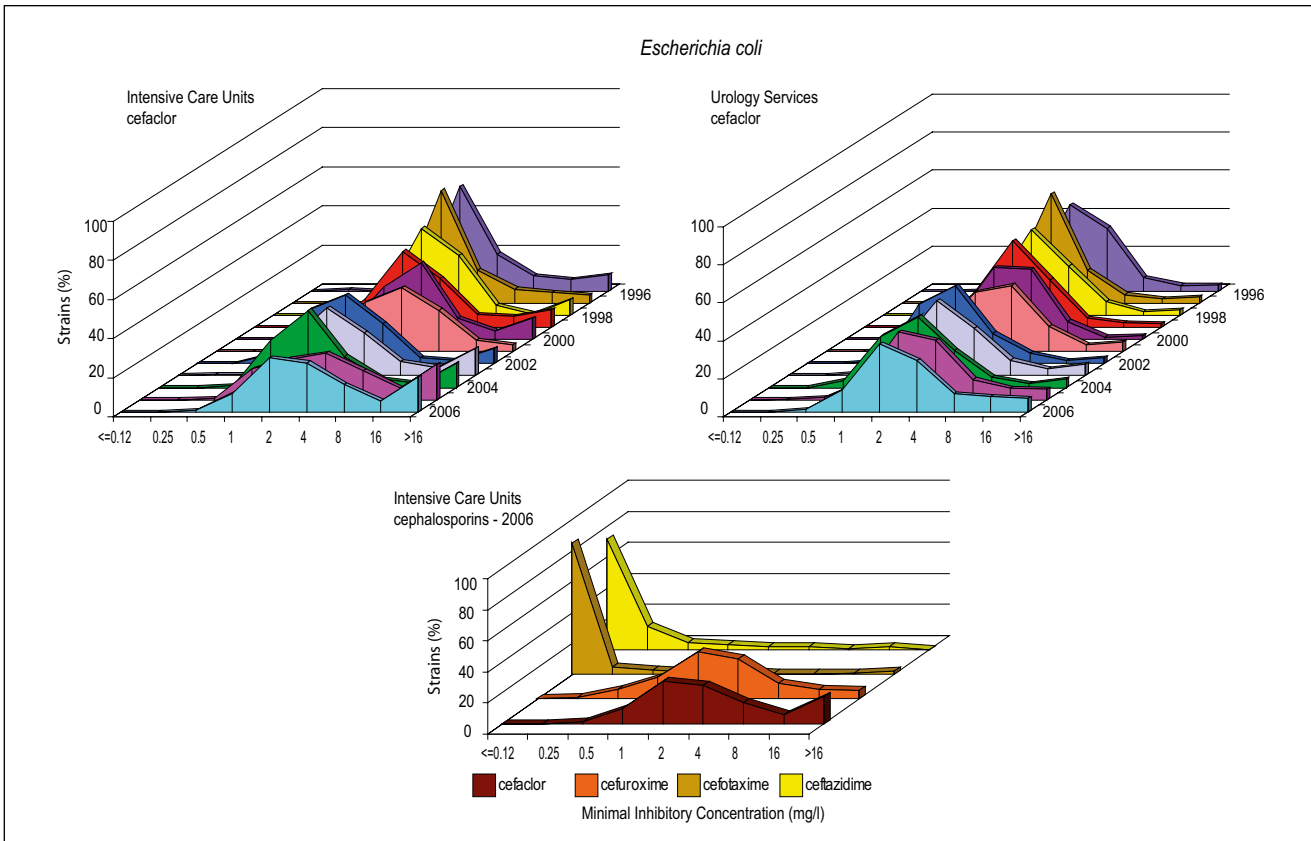 Escherichia coli
Intensive Care Units
cefaclor
Strains (%)
100
80
60
40
20
0
<=0.12 0.25 0.5 1 2 4 8 16 >16
1996
1998
2000
2002
2004
2006
Urology Services
cefaclor
Strains (%)
100
80
60
40
20
0
<=0.12 0.25 0.5 1 2 4 8 16 >16
1996
1998
2000
2002
2004
2006
Intensive Care Units
cephalosporins - 2006
Strains (%)
100
80
60
40
20
0
<=0.12 0.25 0.5 1 2 4 8 16 >16
cefaclor cefuroxime cefotaxime ceftazidime
Minimal Inhibitory Concentration (mg/l)